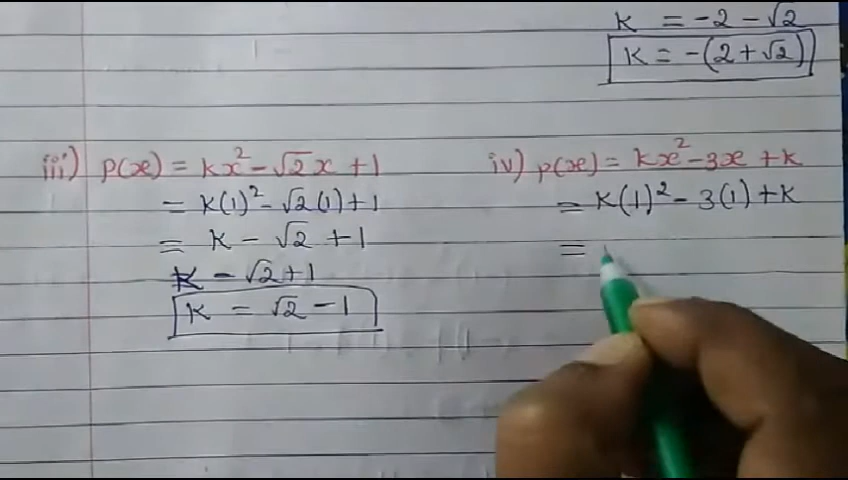 K = -2 - √2
K = -(2 + √2)
iii) p(x) = kx² - √2x + 1
= K(1)² - √2(1) + 1
= K - √2 + 1
K - √2 + 1
K = √2 - 1
iv) p(x) = kx² - 3x + k
= K(1)² - 3(1) + K
=